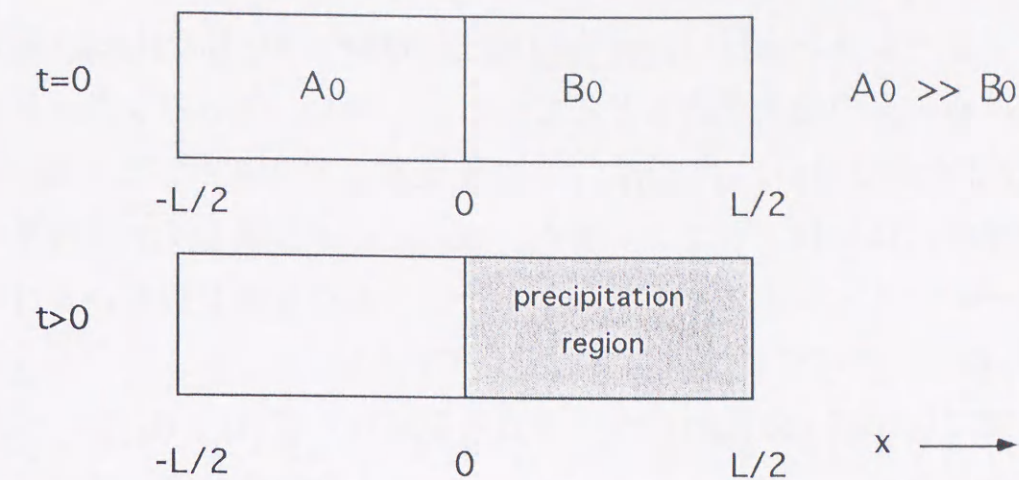 t=0 A0 B0 A0 >> B0
-L/2 0 L/2
t>0 precipitation
region
x
-L/2 0 L/2